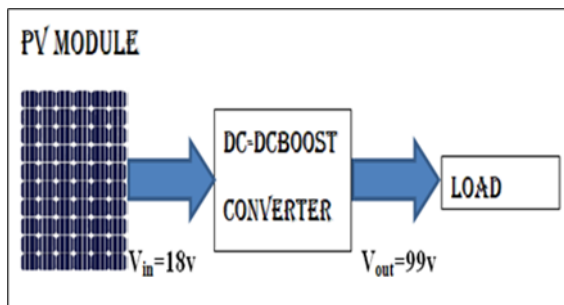 PV MODULE
DC=DCBOOST
CONVERTER
LOAD
Vin=18v
Vout=99v